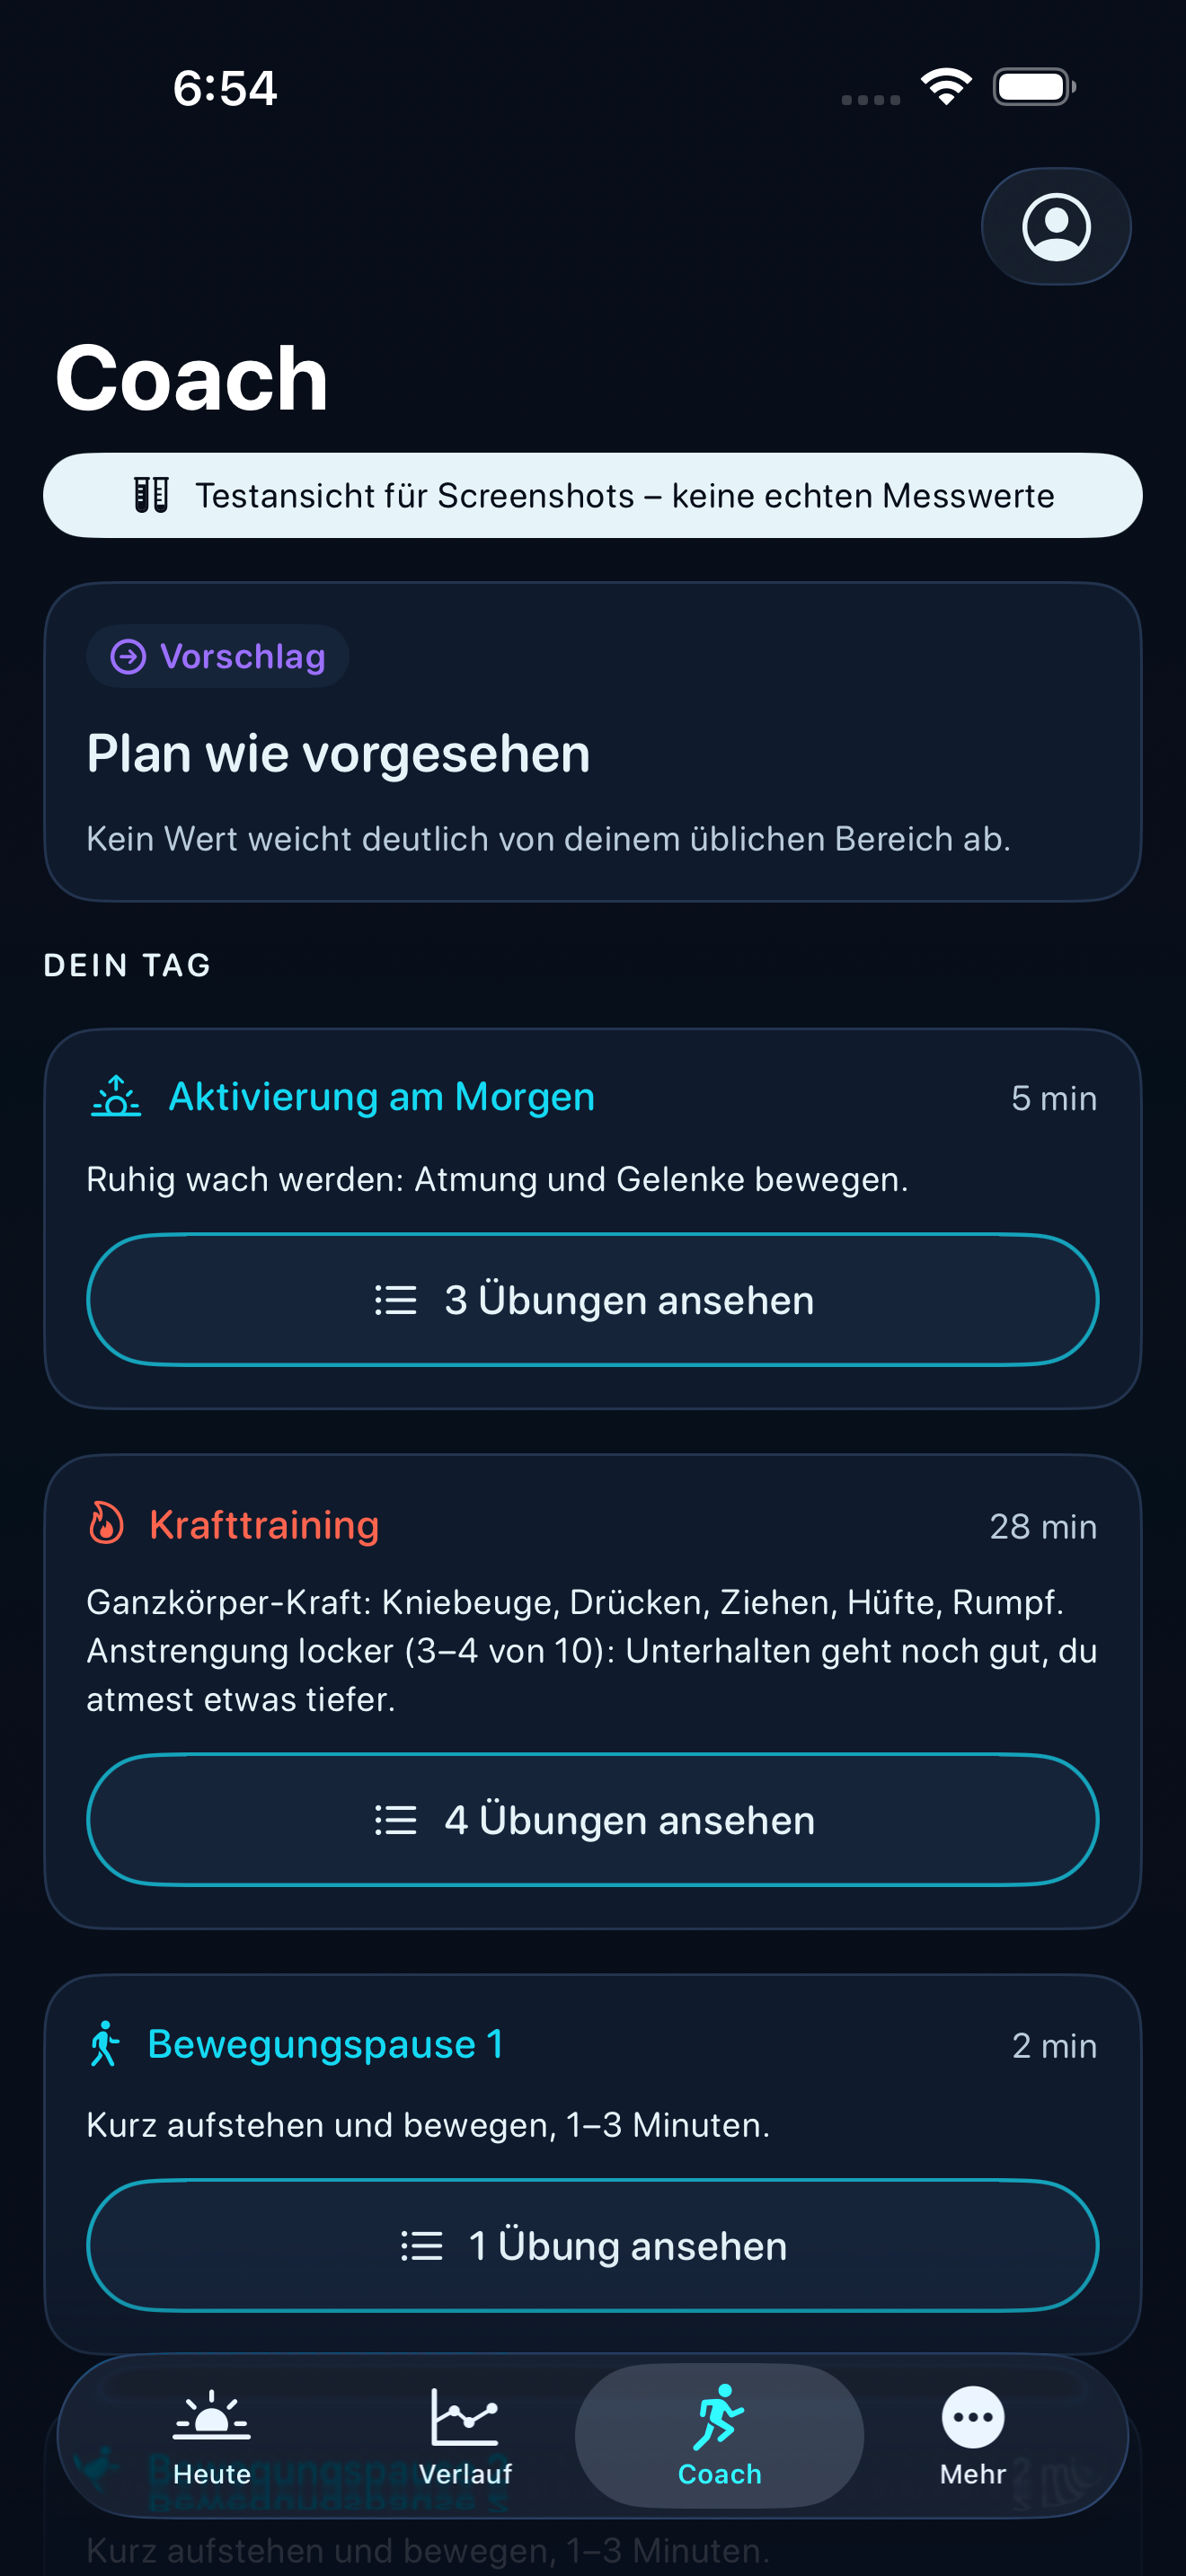 6:54
Coach
Testansicht für Screenshots – keine echten Messwerte
Vorschlag
Plan wie vorgesehen
Kein Wert weicht deutlich von deinem üblichen Bereich ab.
DEIN TAG
Aktivierung am Morgen
5 min
Ruhig wach werden: Atmung und Gelenke bewegen.
3 Übungen ansehen
Krafttraining
28 min
Ganzkörper-Kraft: Kniebeuge, Drücken, Ziehen, Hüfte, Rumpf.
Anstrengung locker (3–4 von 10): Unterhalten geht noch gut, du
atmest etwas tiefer.
4 Übungen ansehen
Bewegungspause 1
2 min
Kurz aufstehen und bewegen, 1–3 Minuten.
1 Übung ansehen
Heute
Verlauf
Coach
Mehr
Kurz aufstehen und bewegen, 1–3 Minuten.